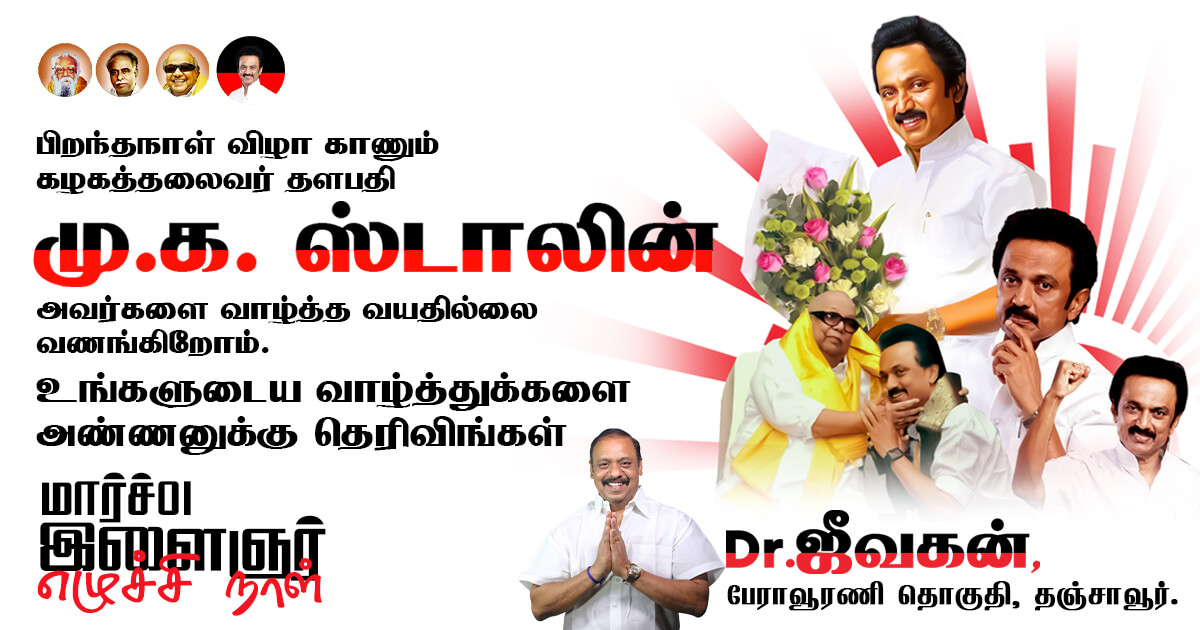 பிறந்தநாள் விழா காணும்
கழகத்தலைவர் தளபதி
மு.க. ஸ்டாலின்
அவர்களை வாழ்த்த வயதில்லை
வணங்கிறோம்.
உங்களுடைய வாழ்த்துக்களை
அண்ணனுக்கு தெரிவிங்கள்
மார்ச்01
இளைஞர்
எழுச்சி நாள்
Dr.ஜீவகன்,
பேராவூரணி தொகுதி, தஞ்சாவூர்.